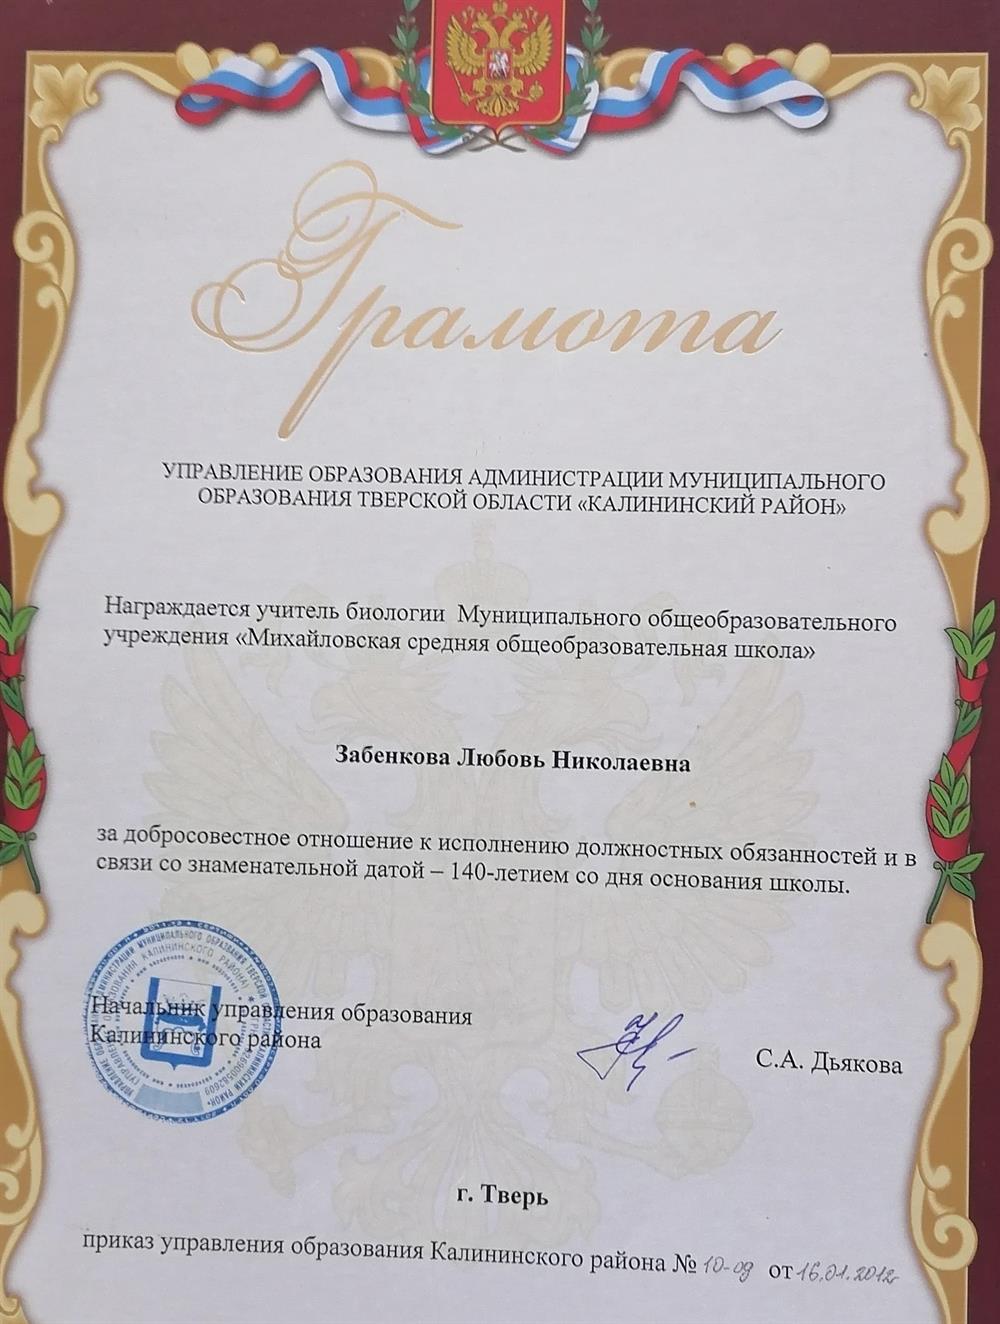 Грамота
УПРАВЛЕНИЕ ОБРАЗОВАНИЯ АДМИНИСТРАЦИИ МУНИЦИПАЛЬНОГО
ОБРАЗОВАНИЯ ТВЕРСКОЙ ОБЛАСТИ «КАЛИНИНСКИЙ РАЙОН»
Награждается учитель биологии Муниципального общеобразовательного
учреждения «Михайловская средняя общеобразовательная школа»
Забенкова Любовь Николаевна
за добросовестное отношение к исполнению должностных обязанностей и в
связи со знаменательной датой – 140-летием со дня основания школы.
Начальник управления образования
Калининского района
С.А. Дьякова
г. Тверь
приказ управления образования Калининского района № 10-09 от 16.01.2012